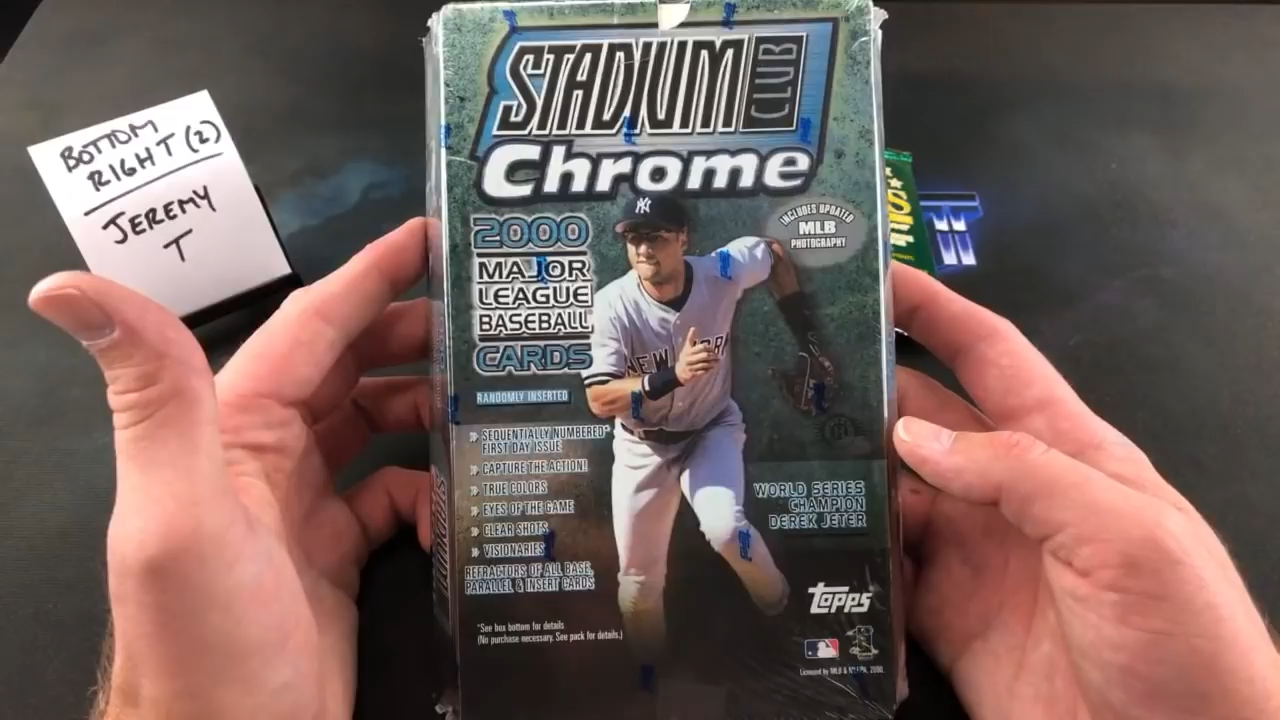 BOTTOM
RIGHT (2)
JEREMY
T
STADIUM
CLUB
Chrome
2000
MAJOR
LEAGUE
BASEBALL
CARDS
INCLUDES UPDATED
MLB
PHOTOGRAPHY
NY
NEW YORK
RANDOMLY INSERTED
» SEQUENTIALLY NUMBERED*
FIRST DAY ISSUE
» CAPTURE THE ACTION!
» TRUE COLORS
» EYES OF THE GAME
» CLEAR SHOTS
» VISIONARIES
REFRACTORS OF ALL BASE,
PARALLEL & INSERT CARDS
WORLD SERIES
CHAMPION
DEREK JETER
topps
*See box bottom for details
(No purchase necessary. See pack for details.)